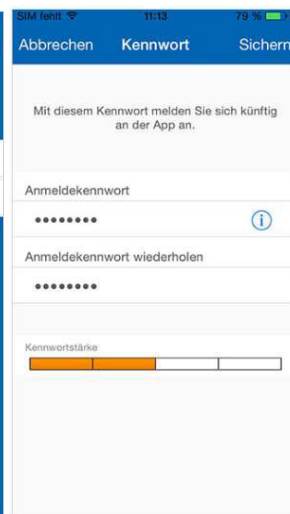 SIM fehlt 11:13 79 %
Abbrechen Kennwort Sichern
Mit diesem Kennwort melden Sie sich künftig
an der App an.
Anmeldekennwort
••••••••
Anmeldekennwort wiederholen
••••••••
Kennwortstärke